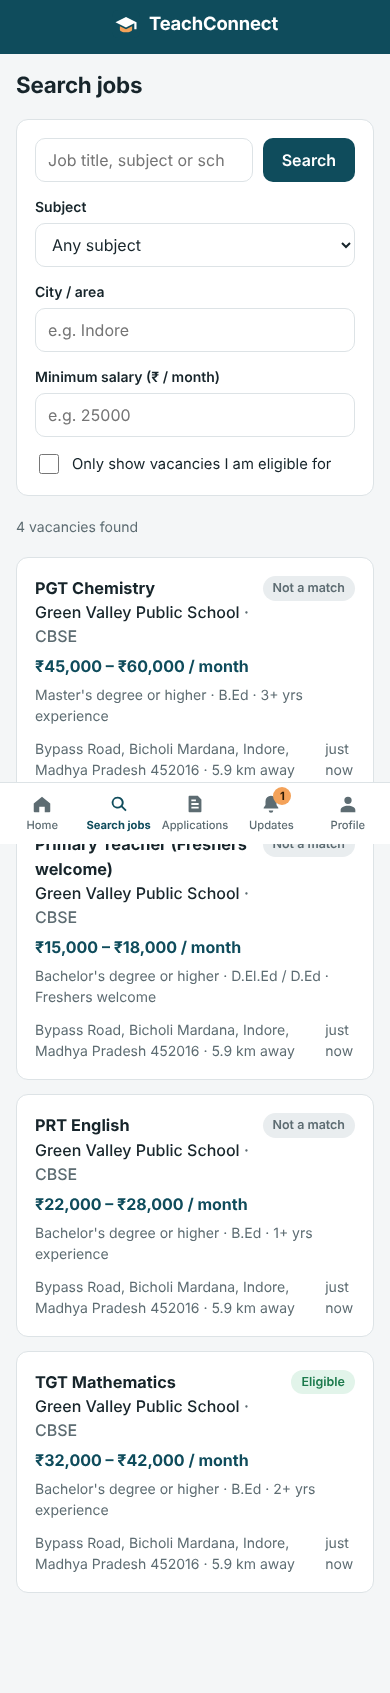 TeachConnect
Search jobs
Job title, subject or sch
Search
Subject
Any subject
City / area
e.g. Indore
Minimum salary (₹ / month)
e.g. 25000
Only show vacancies I am eligible for
4 vacancies found
PGT Chemistry
Not a match
Green Valley Public School ·
CBSE
₹45,000 – ₹60,000 / month
Master's degree or higher · B.Ed · 3+ yrs
experience
Bypass Road, Bicholi Mardana, Indore, just
Madhya Pradesh 452016 · 5.9 km away now
1
Home Search jobs Applications Updates Profile
Primary Teacher (Freshers Not a match
welcome)
Green Valley Public School ·
CBSE
₹15,000 – ₹18,000 / month
Bachelor's degree or higher · D.El.Ed / D.Ed ·
Freshers welcome
Bypass Road, Bicholi Mardana, Indore, just
Madhya Pradesh 452016 · 5.9 km away now
PRT English
Not a match
Green Valley Public School ·
CBSE
₹22,000 – ₹28,000 / month
Bachelor's degree or higher · B.Ed · 1+ yrs
experience
Bypass Road, Bicholi Mardana, Indore, just
Madhya Pradesh 452016 · 5.9 km away now
TGT Mathematics
Eligible
Green Valley Public School ·
CBSE
₹32,000 – ₹42,000 / month
Bachelor's degree or higher · B.Ed · 2+ yrs
experience
Bypass Road, Bicholi Mardana, Indore, just
Madhya Pradesh 452016 · 5.9 km away now